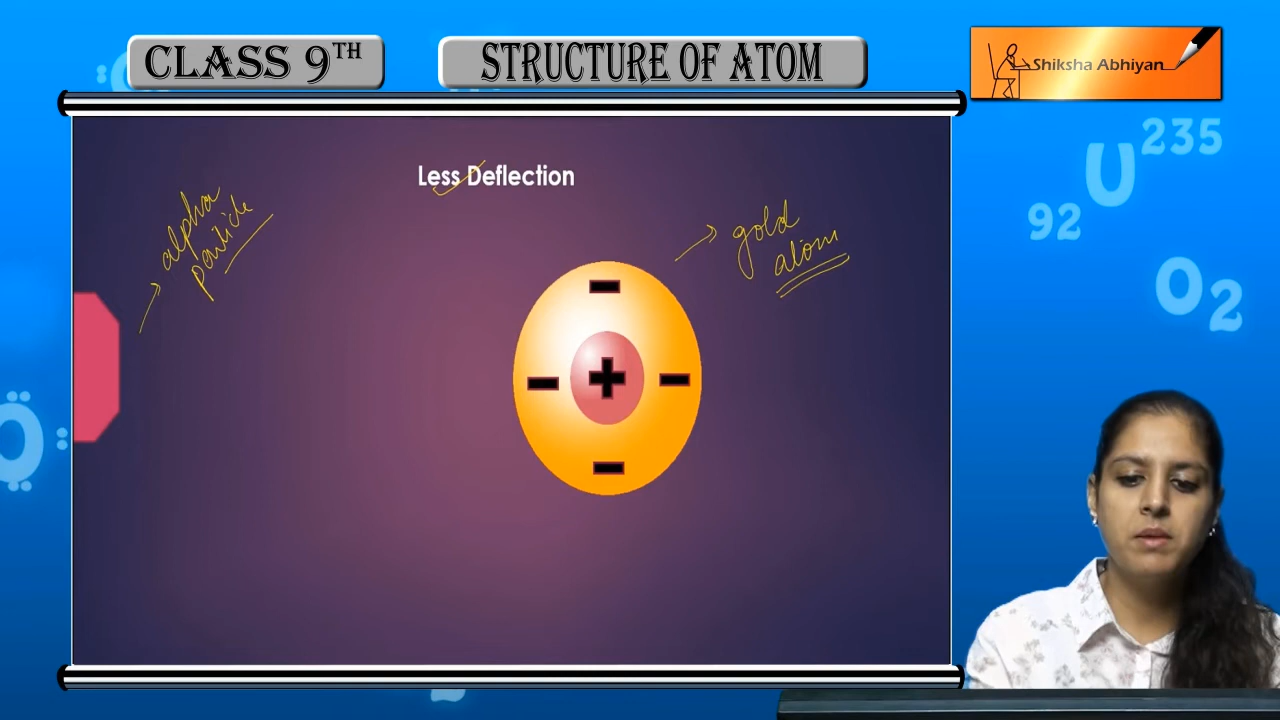 CLASS 9TH
STRUCTURE OF ATOM
Shiksha Abhiyan
Less Deflection
alpha
particle
gold
atom
+
92 U 235
O2